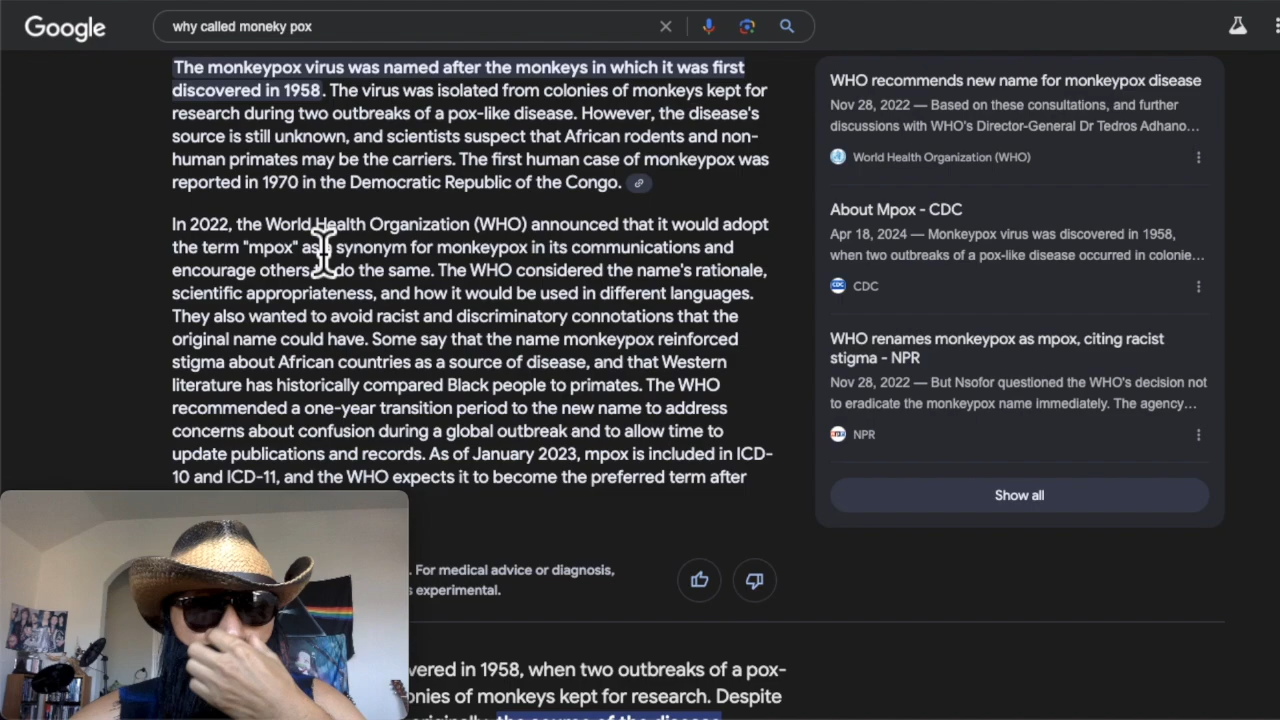 Google
why called moneky pox
The monkeypox virus was named after the monkeys in which it was first
discovered in 1958. The virus was isolated from colonies of monkeys kept for
research during two outbreaks of a pox-like disease. However, the disease's
source is still unknown, and scientists suspect that African rodents and non-
human primates may be the carriers. The first human case of monkeypox was
reported in 1970 in the Democratic Republic of the Congo.
In 2022, the World Health Organization (WHO) announced that it would adopt
the term "mpox" as a synonym for monkeypox in its communications and
encourage others to do the same. The WHO considered the name's rationale,
scientific appropriateness, and how it would be used in different languages.
They also wanted to avoid racist and discriminatory connotations that the
original name could have. Some say that the name monkeypox reinforced
stigma about African countries as a source of disease, and that Western
literature has historically compared Black people to primates. The WHO
recommended a one-year transition period to the new name to address
concerns about confusion during a global outbreak and to allow time to
update publications and records. As of January 2023, mpox is included in ICD-
10 and ICD-11, and the WHO expects it to become the preferred term after
. For medical advice or diagnosis,
s experimental.
vered in 1958, when two outbreaks of a pox-
onies of monkeys kept for research. Despite
originally, the source of the disease
WHO recommends new name for monkeypox disease
Nov 28, 2022 — Based on these consultations, and further
discussions with WHO's Director-General Dr Tedros Adhano...
World Health Organization (WHO)
About Mpox - CDC
Apr 18, 2024 — Monkeypox virus was discovered in 1958,
when two outbreaks of a pox-like disease occurred in colonie...
CDC
WHO renames monkeypox as mpox, citing racist
stigma - NPR
Nov 28, 2022 — But Nsofor questioned the WHO's decision not
to eradicate the monkeypox name immediately. The agency...
NPR
Show all